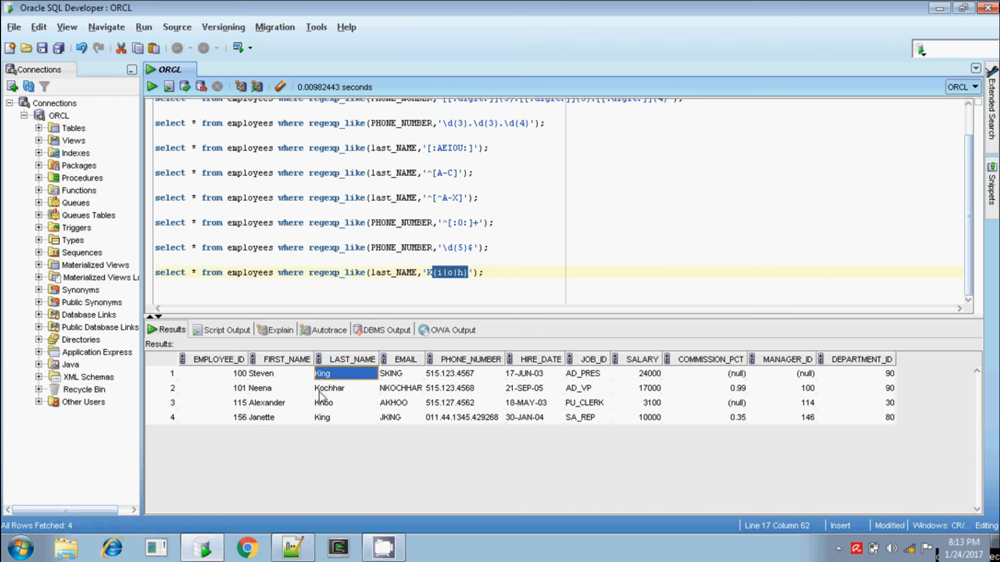 Oracle SQL Developer : ORCL
File Edit View Navigate Run Source Versioning Migration Tools Help
Connections
ORCL
0.00982443 seconds
ORCL
Connections
ORCL
Tables
Views
Indexes
Packages
Procedures
Functions
Queues
Queues Tables
Triggers
Types
Sequences
Materialized Views
Materialized Views Lo
Synonyms
Public Synonyms
Database Links
Public Database Links
Directories
Application Express
Java
XML Schemas
Recycle Bin
Other Users
select * from employees where regexp_like(PHONE_NUMBER,'\d{3}.\d{3}.\d{4}');
select * from employees where regexp_like(last_NAME,'[:AEIOU:]');
select * from employees where regexp_like(last_NAME,'^[A-C]');
select * from employees where regexp_like(last_NAME,'^[^A-X]');
select * from employees where regexp_like(PHONE_NUMBER,'^[:0:]+');
select * from employees where regexp_like(PHONE_NUMBER,'\d{5}$');
select * from employees where regexp_like(last_NAME,'K(i|o|h)');
Extended Search
Snippets
Results Script Output Explain Autotrace DBMS Output OWA Output
Results:
EMPLOYEE_ID FIRST_NAME LAST_NAME EMAIL PHONE_NUMBER HIRE_DATE JOB_ID SALARY COMMISSION_PCT MANAGER_ID DEPARTMENT_ID
1 100 Steven King SKING 515.123.4567 17-JUN-03 AD_PRES 24000 (null) (null) 90
2 101 Neena Kochhar NKOCHHAR 515.123.4568 21-SEP-05 AD_VP 17000 0.99 100 90
3 115 Alexander Khoo AKHOO 515.127.4562 18-MAY-03 PU_CLERK 3100 (null) 114 30
4 156 Janette King JKING 011.44.1345.429268 30-JAN-04 SA_REP 10000 0.35 146 80
All Rows Fetched: 4
Line 17 Column 62 Insert Modified Windows: CR/... Editing
8:13 PM
1/24/2017